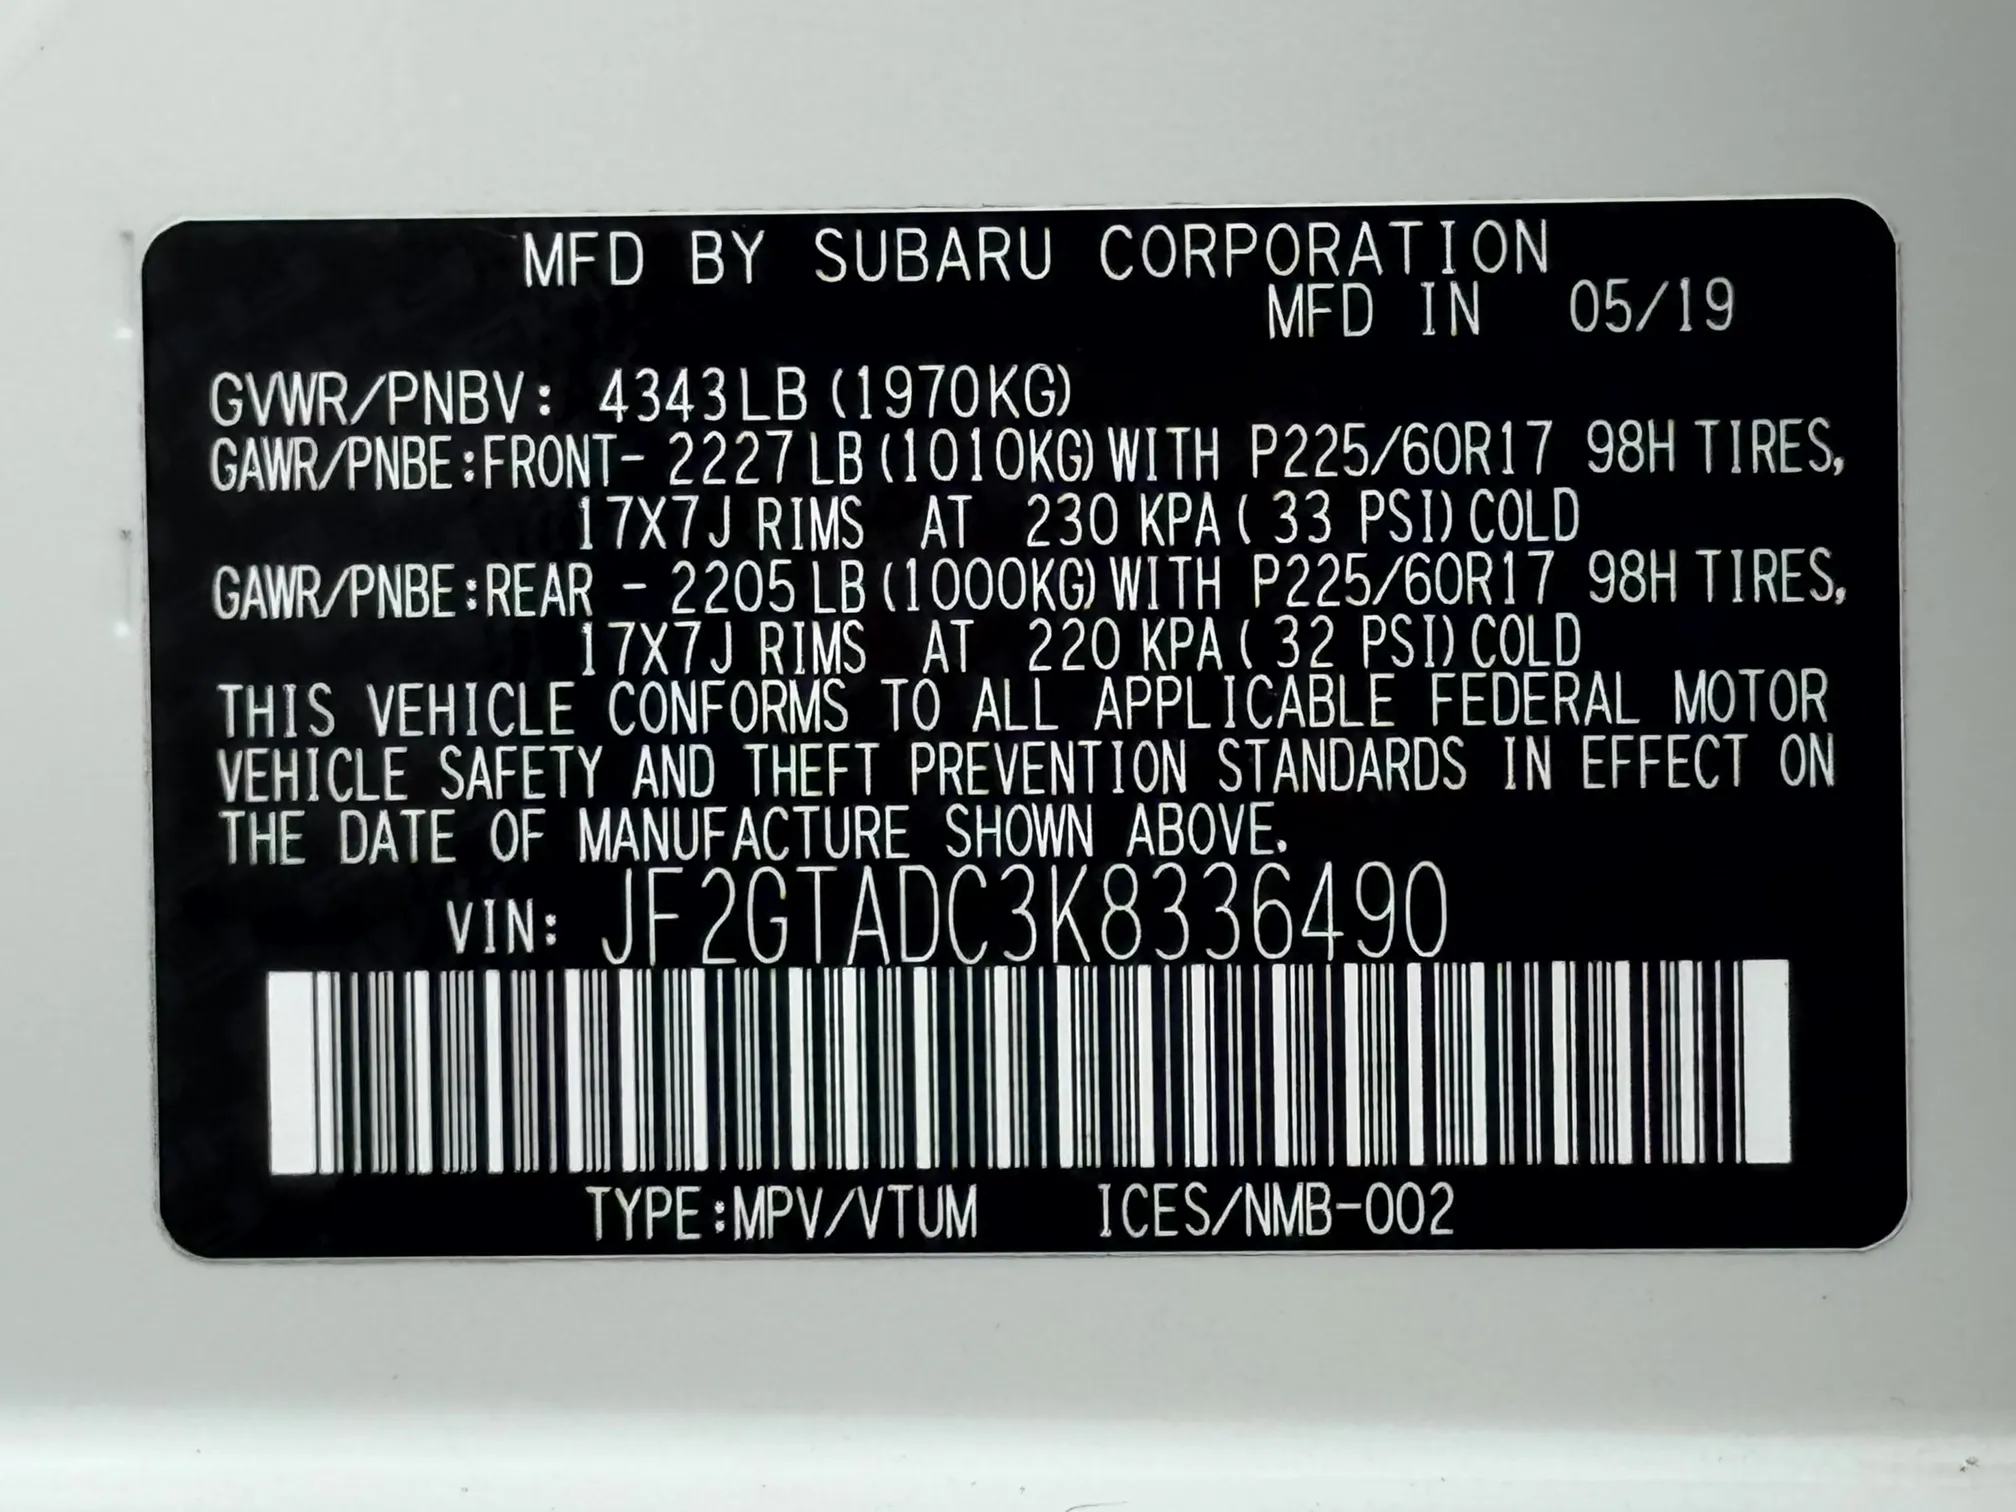 MFD BY SUBARU CORPORATION
MFD IN 05/19
GVWR/PNBV: 4343LB (1970KG)
GAWR/PNBE:FRONT- 2227LB (1010KG) WITH P225/60R17 98H TIRES,
17X7J RIMS AT 230 KPA ( 33 PSI) COLD
GAWR/PNBE:REAR - 2205LB (1000KG) WITH P225/60R17 98H TIRES,
17X7J RIMS AT 220 KPA ( 32 PSI) COLD
THIS VEHICLE CONFORMS TO ALL APPLICABLE FEDERAL MOTOR
VEHICLE SAFETY AND THEFT PREVENTION STANDARDS IN EFFECT ON
THE DATE OF MANUFACTURE SHOWN ABOVE.
VIN: JF2GTADC3K8336490
TYPE:MPV/VTUM ICES/NMB-002